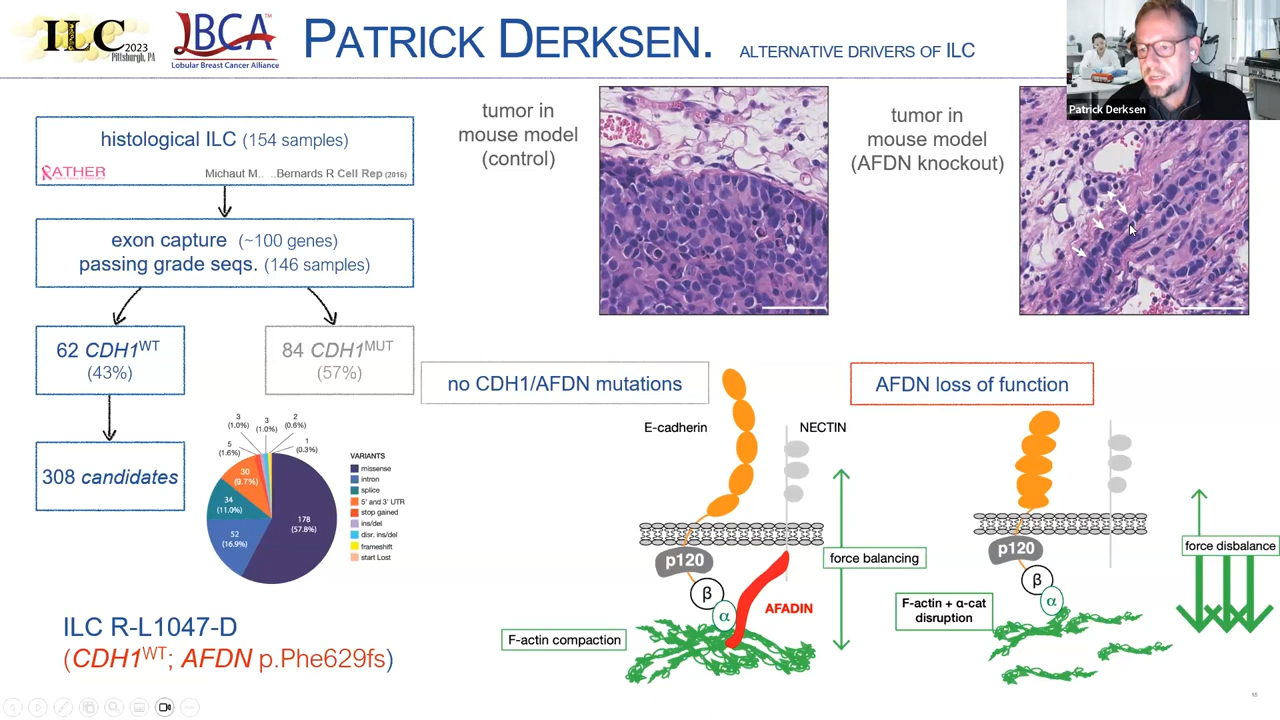 ILC 2023
Pittsburgh, PA
LBCA™
Lobular Breast Cancer Alliance
PATRICK DERKSEN. ALTERNATIVE DRIVERS OF ILC
Patrick Derksen
histological ILC (154 samples)
RATHER
Michaut M.. ..Bernards R Cell Rep (2016)
exon capture (~100 genes)
passing grade seqs. (146 samples)
62 CDH1WT
(43%)
84 CDH1MUT
(57%)
308 candidates
3
(1.0%)
3
(1.0%)
2
(0.6%)
1
(0.3%)
5
(1.6%)
30
(9.7%)
34
(11.0%)
52
(16.9%)
178
(57.8%)
VARIANTS
missense
intron
splice
5' and 3' UTR
stop gained
ins/del
disr. ins/del
frameshift
start Lost
ILC R-L1047-D
(CDH1WT; AFDN p.Phe629fs)
tumor in
mouse model
(control)
tumor in
mouse model
(AFDN knockout)
no CDH1/AFDN mutations
E-cadherin
NECTIN
p120
β
α
AFADIN
F-actin compaction
force balancing
AFDN loss of function
p120
β
α
F-actin + α-cat
disruption
force disbalance